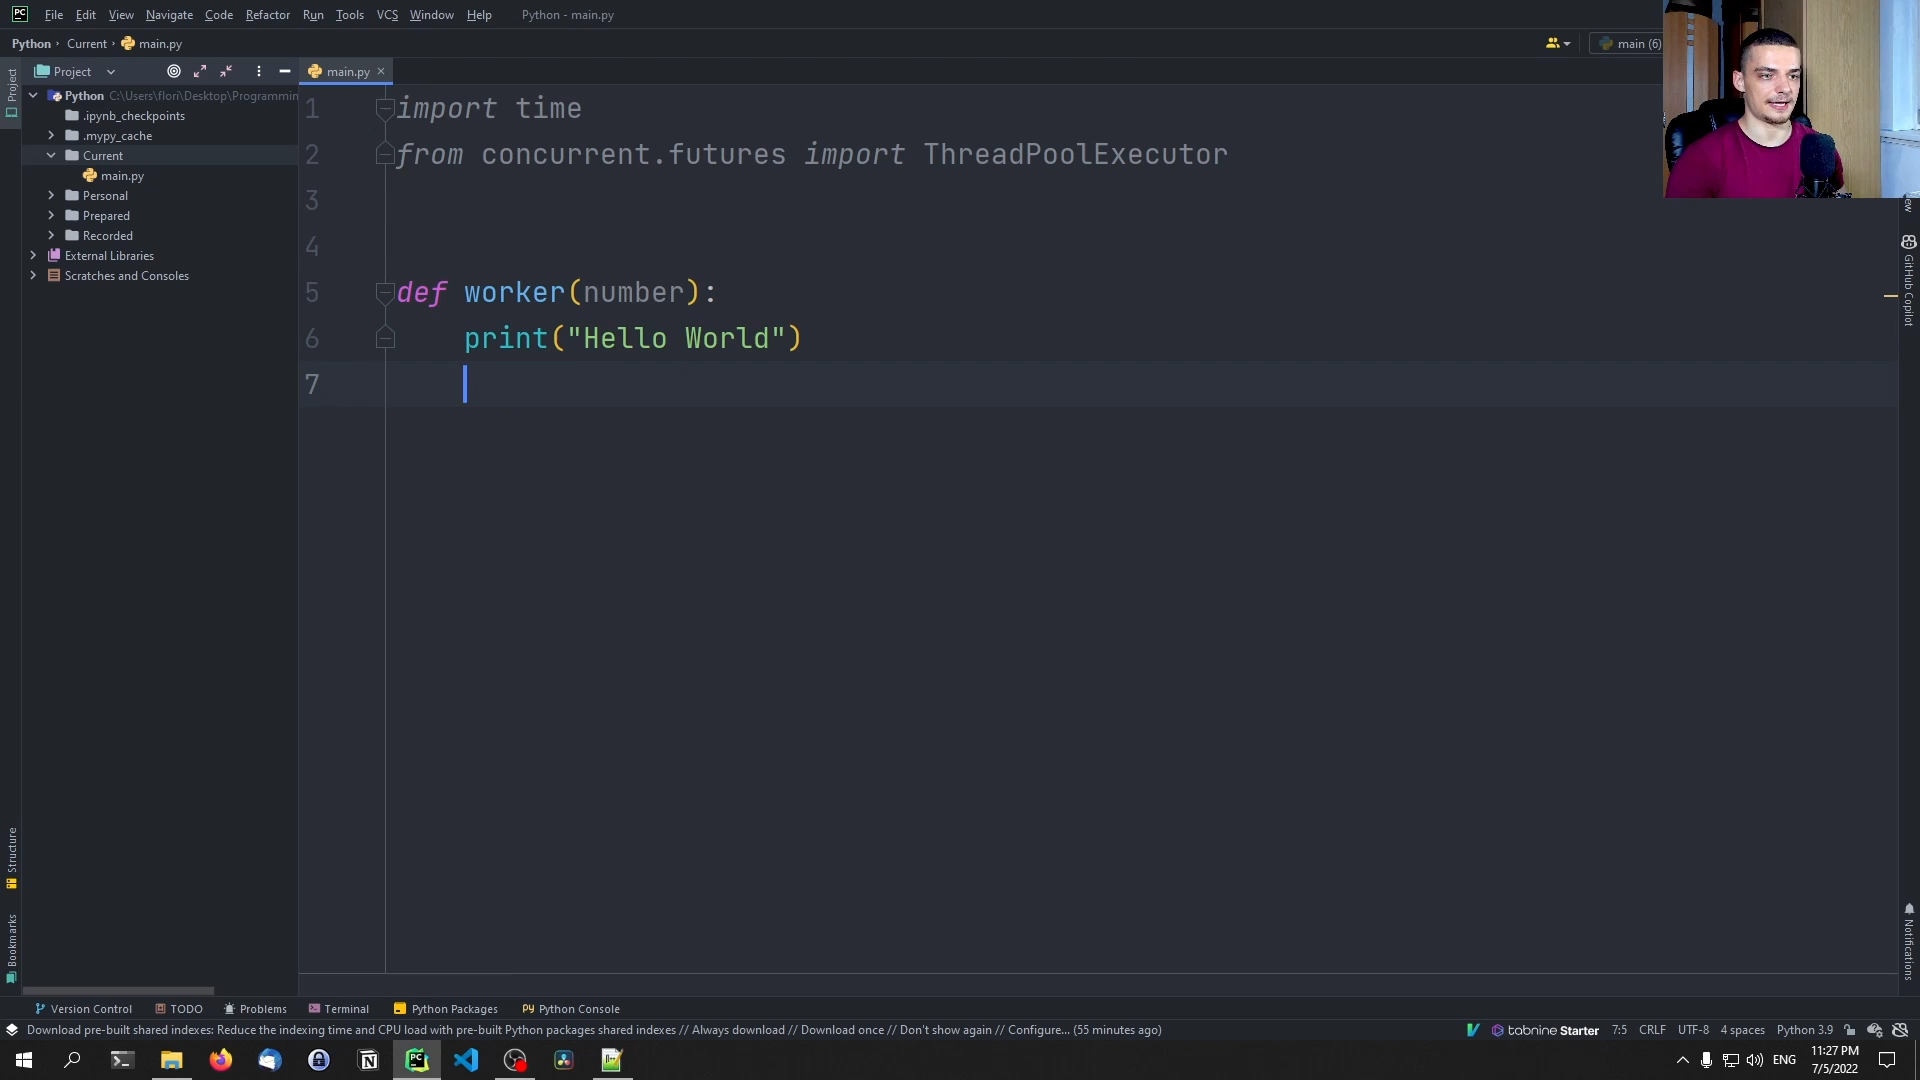 PC File Edit View Navigate Code Refactor Run Tools VCS Window Help Python - main.py
Python › Current › main.py
main (6)
Project
Project
main.py ×
Python C:\Users\flori\Desktop\Programmin
.ipynb_checkpoints
.mypy_cache
Current
main.py
Personal
Prepared
Recorded
External Libraries
Scratches and Consoles
1 import time
2 from concurrent.futures import ThreadPoolExecutor
3
4
5 def worker(number):
6 print("Hello World")
7
ew
GitHub Copilot
Notifications
Structure
Bookmarks
Version Control TODO Problems Terminal Python Packages Python Console
Download pre-built shared indexes: Reduce the indexing time and CPU load with pre-built Python packages shared indexes // Always download // Download once // Don't show again // Configure... (55 minutes ago)
tabnine Starter 7:5 CRLF UTF-8 4 spaces Python 3.9
ENG
11:27 PM
7/5/2022